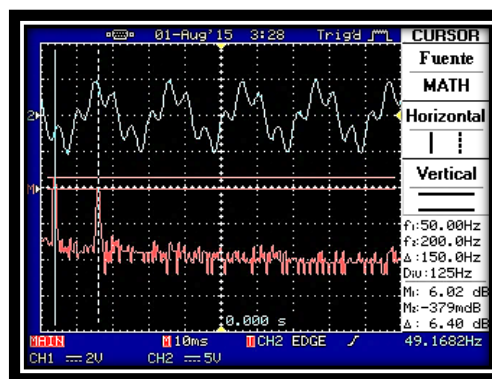 01-Aug'15 3:28 Trig'd
CURSOR
Fuente
MATH
Horizontal
Vertical
2
M
f1:50.00Hz
f2:200.0Hz
Δ:150.0Hz
Div:125Hz
M1: 6.02 dB
M2:-379mdB
Δ: 6.40 dB
0.000 s
MAIN M 10ms T CH2 EDGE 49.1682Hz
CH1 2V CH2 5V